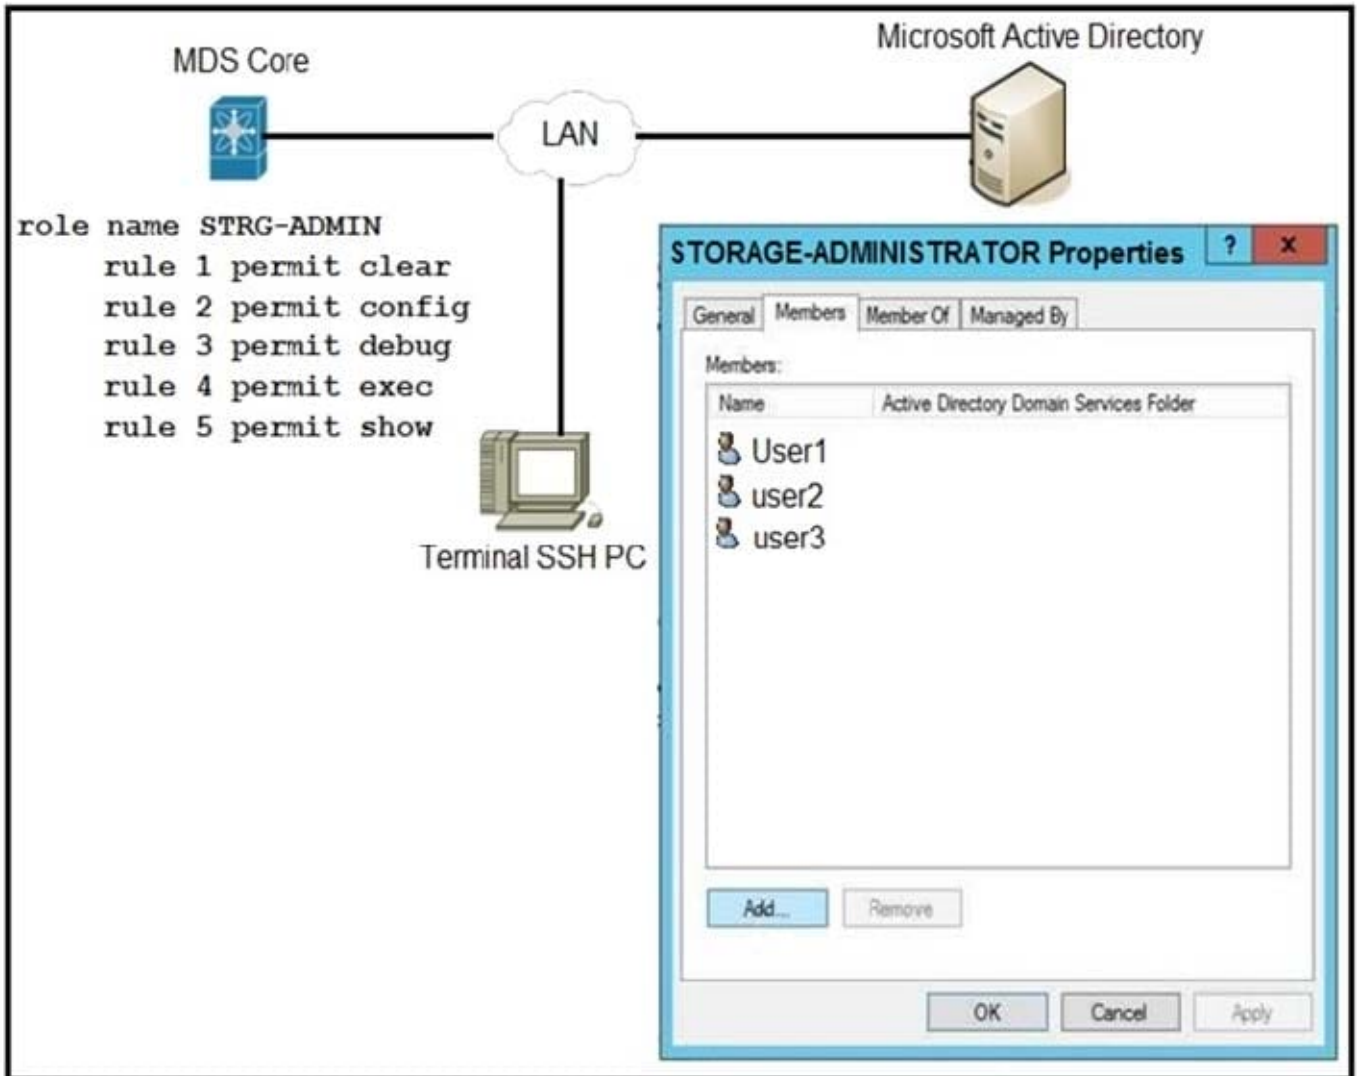 MDS Core
Microsoft Active Directory
LAN
role name STRG-ADMIN
rule 1 permit clear
rule 2 permit config
rule 3 permit debug
rule 4 permit exec
rule 5 permit show
Terminal SSH PC
STORAGE-ADMINISTRATOR Properties ? x
General Members Member Of Managed By
Members:
Name Active Directory Domain Services Folder
User1
user2
user3
Add... Remove
OK Cancel Apply